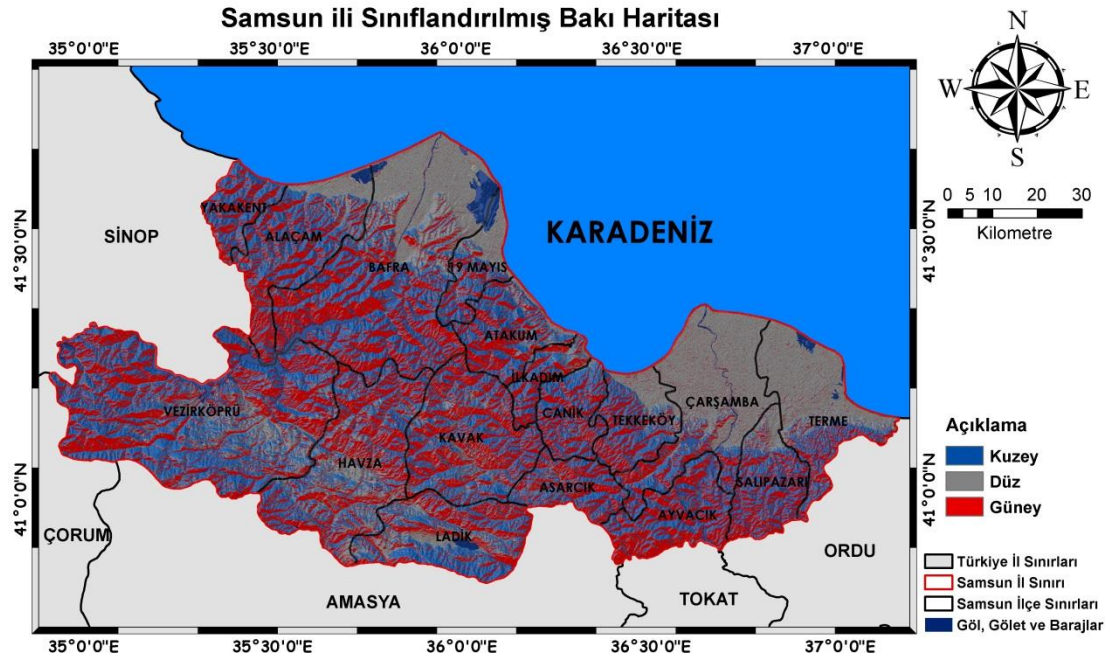 Samsun ili Sınıflandırılmış Bakı Haritası
35°0'0"E 35°30'0"E 36°0'0"E 36°30'0"E 37°0'0"E
N
W E
S
0 5 10 20 30
Kilometre
41°30'0"N
41°0'0"N
41°30'0"N
41°0'0"N
SİNOP
KARADENİZ
YAKAKENT
ALAÇAM
BAFRA
19 MAYIS
ATAKUM
İLKADIM
CANİK
TEKKEKÖY
ÇARŞAMBA
TERME
VEZİRKÖPRÜ
KAVAK
HAVZA
ASARCIK
SALIPAZARI
AYVACIK
LADİK
ÇORUM
AMASYA
TOKAT
ORDU
Açıklama
Kuzey
Düz
Güney
Türkiye İl Sınırları
Samsun İl Sınırı
Samsun İlçe Sınırları
Göl, Gölet ve Barajlar
35°0'0"E 35°30'0"E 36°0'0"E 36°30'0"E 37°0'0"E